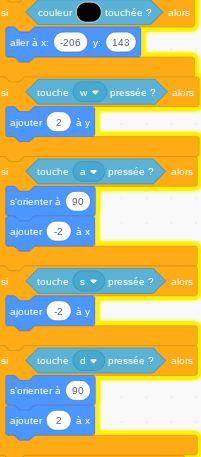 si couleur touchée ? alors
aller à x: -206 y: 143
si touche w pressée ? alors
ajouter 2 à y
si touche a pressée ? alors
s'orienter à 90
ajouter -2 à x
si touche s pressée ? alors
ajouter -2 à y
si touche d pressée ? alors
s'orienter à 90
ajouter 2 à x